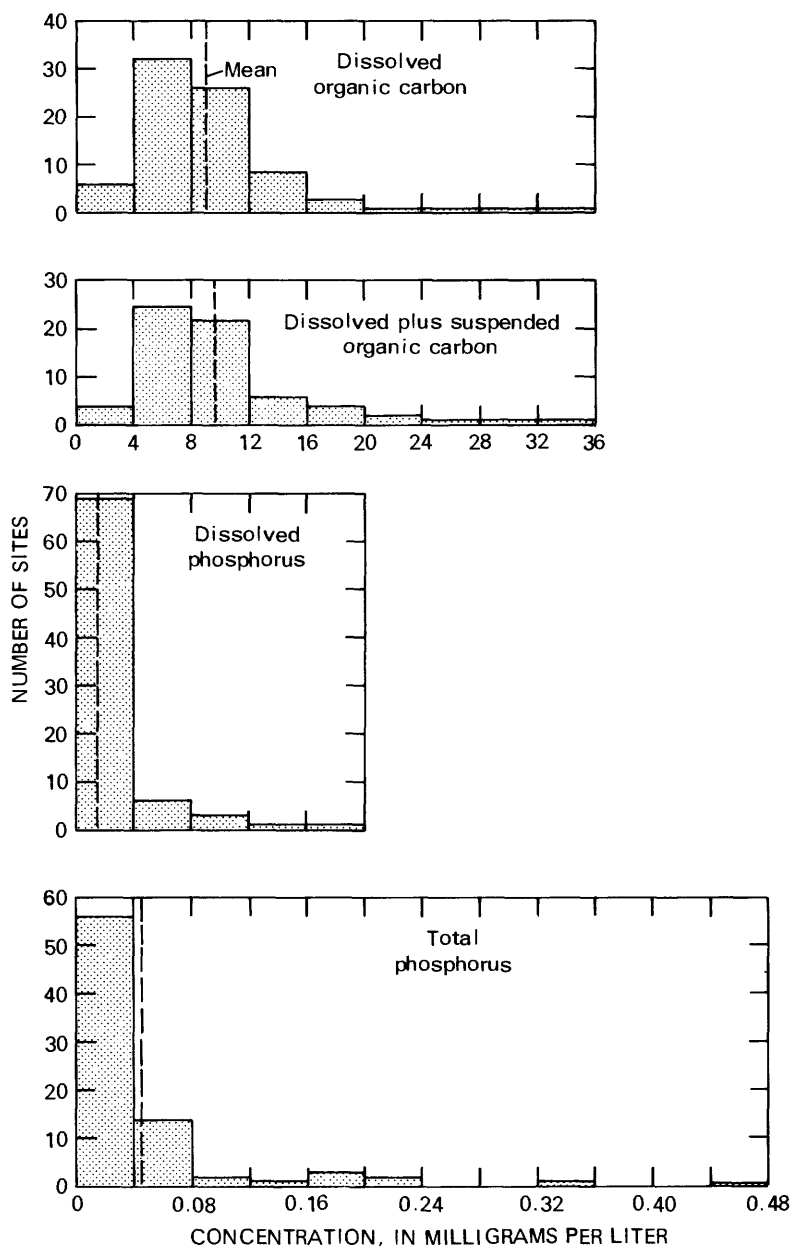 40
30
20
10
0
Dissolved
organic carbon
Mean
30
20
10
0
Dissolved plus suspended
organic carbon
0 4 8 12 16 20 24 28 32 36
NUMBER OF SITES
70
60
50
40
30
20
10
0
Dissolved
phosphorus
60
50
40
30
20
10
0
Total
phosphorus
0 0.08 0.16 0.24 0.32 0.40 0.48
CONCENTRATION, IN MILLIGRAMS PER LITER